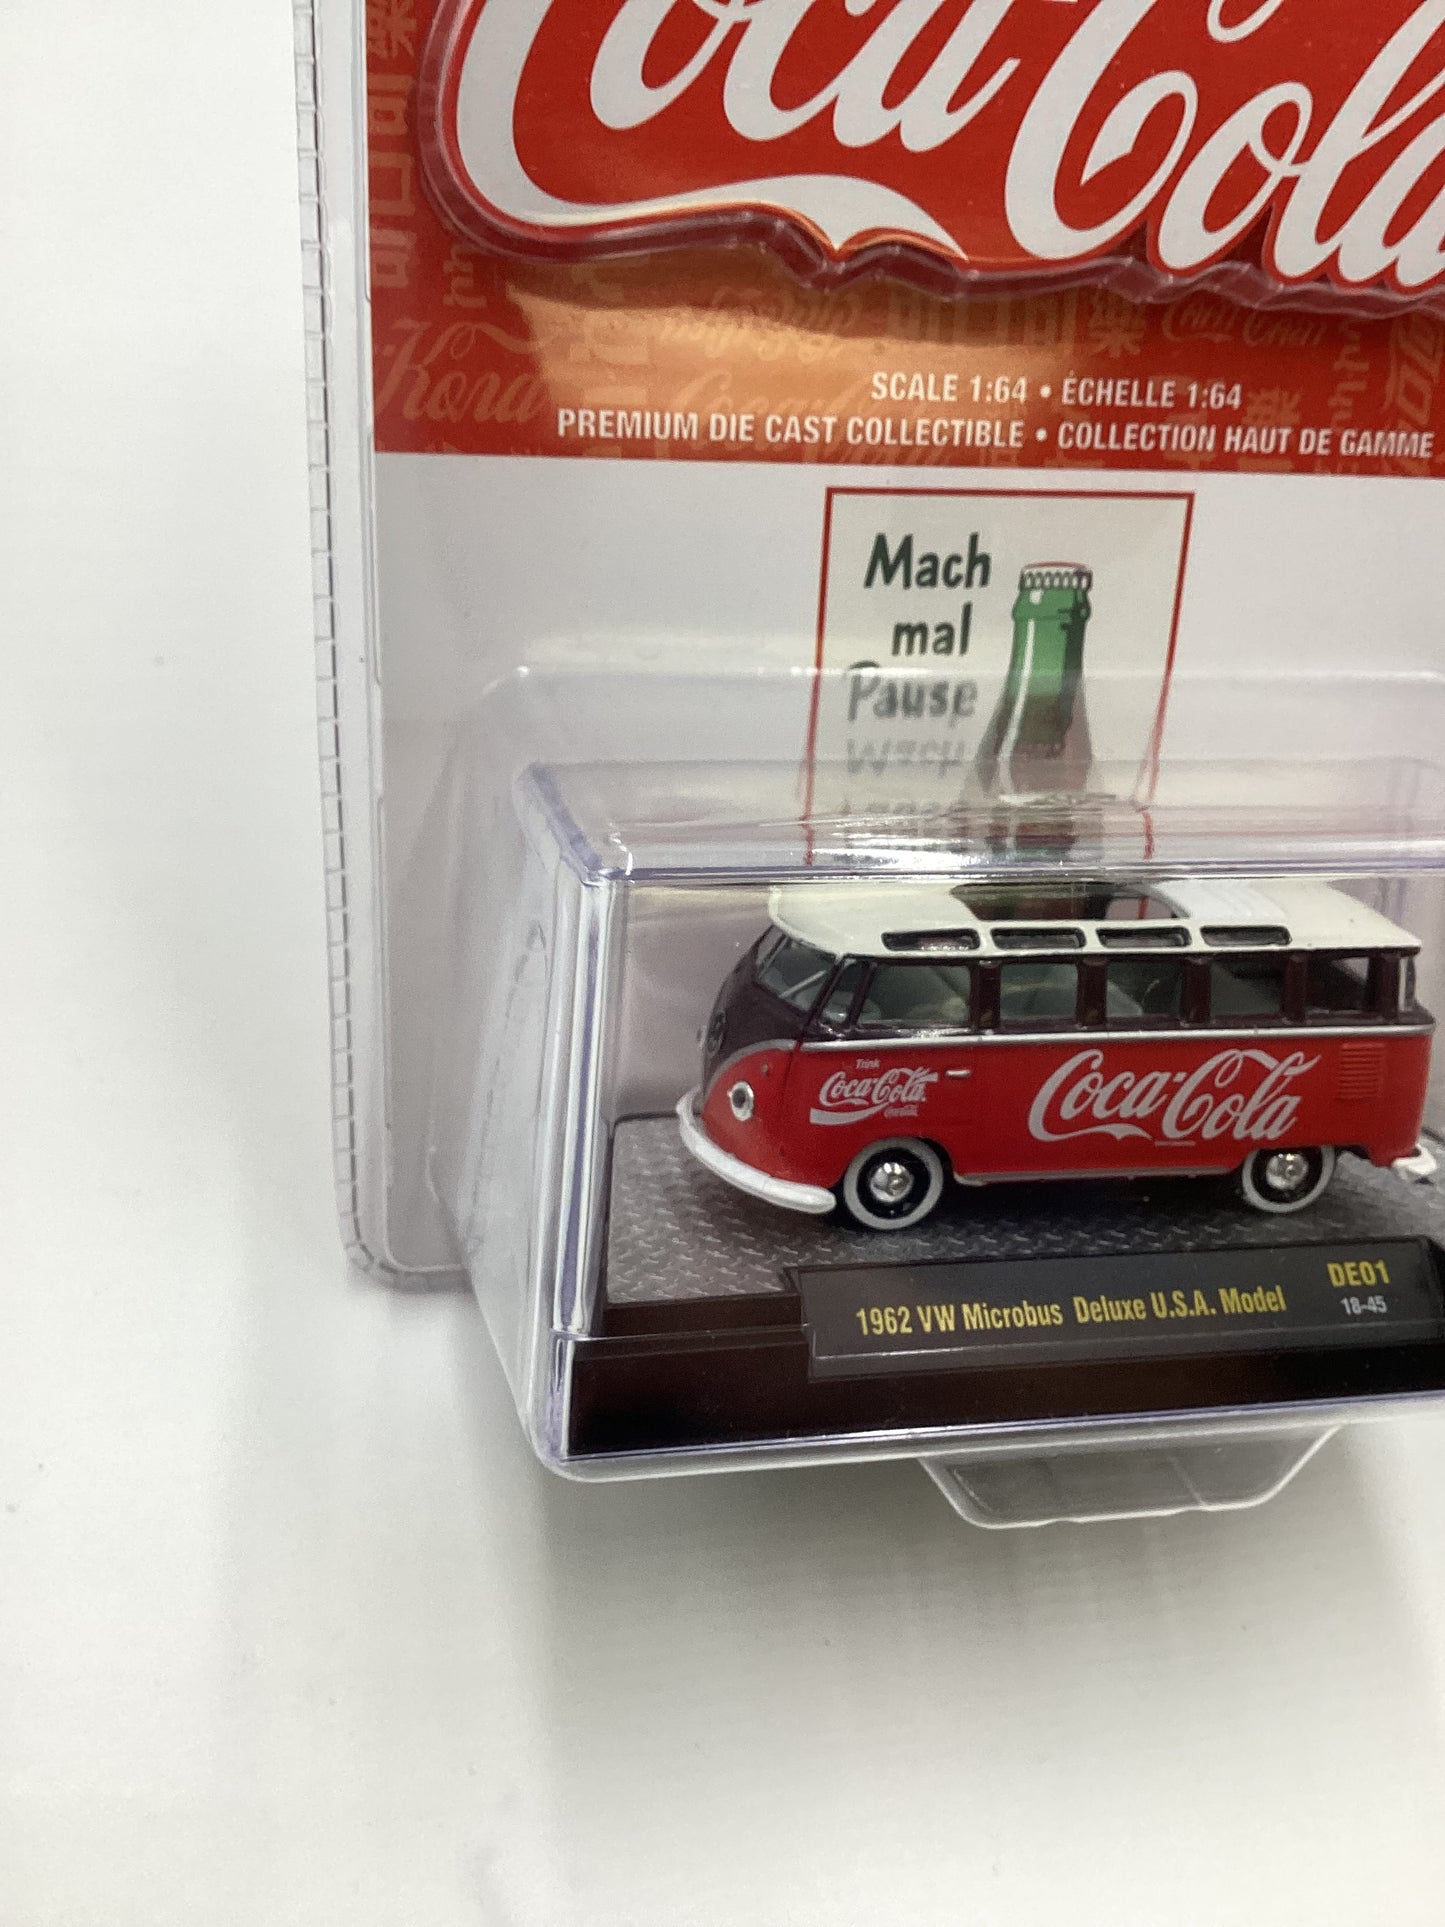 Coca-Cola
SCALE 1:64 • ÉCHELLE 1:64
PREMIUM DIE CAST COLLECTIBLE • COLLECTION HAUT DE GAMME
Mach
mal
Pause
Trink
Coca-Cola
Coca-Cola
1962 VW Microbus Deluxe U.S.A. Model
DE01
18-45